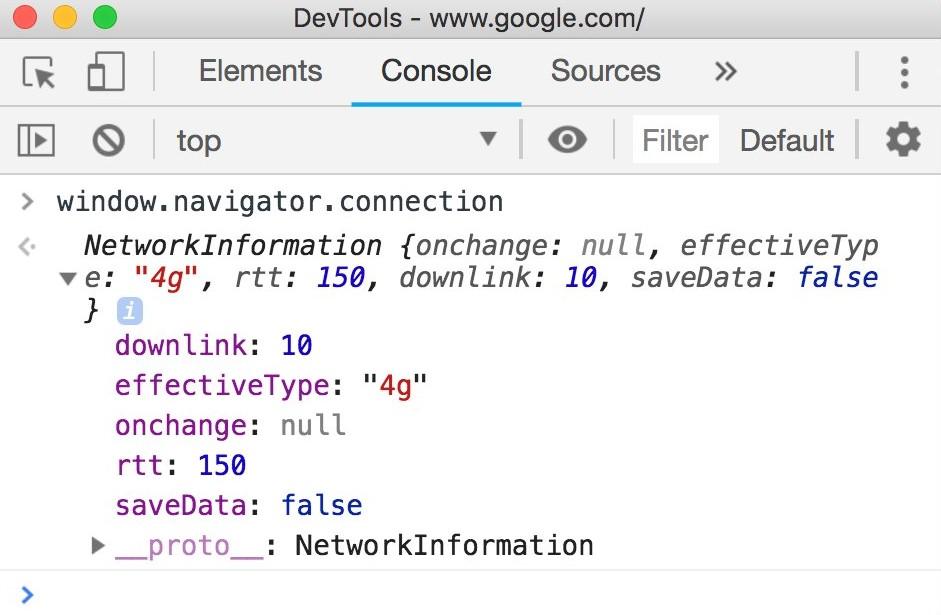 DevTools - www.google.com/
Elements Console Sources »
top Filter Default
> window.navigator.connection
NetworkInformation {onchange: null, effectiveTyp
e: "4g", rtt: 150, downlink: 10, saveData: false
} i
downlink: 10
effectiveType: "4g"
onchange: null
rtt: 150
saveData: false
__proto__: NetworkInformation
>